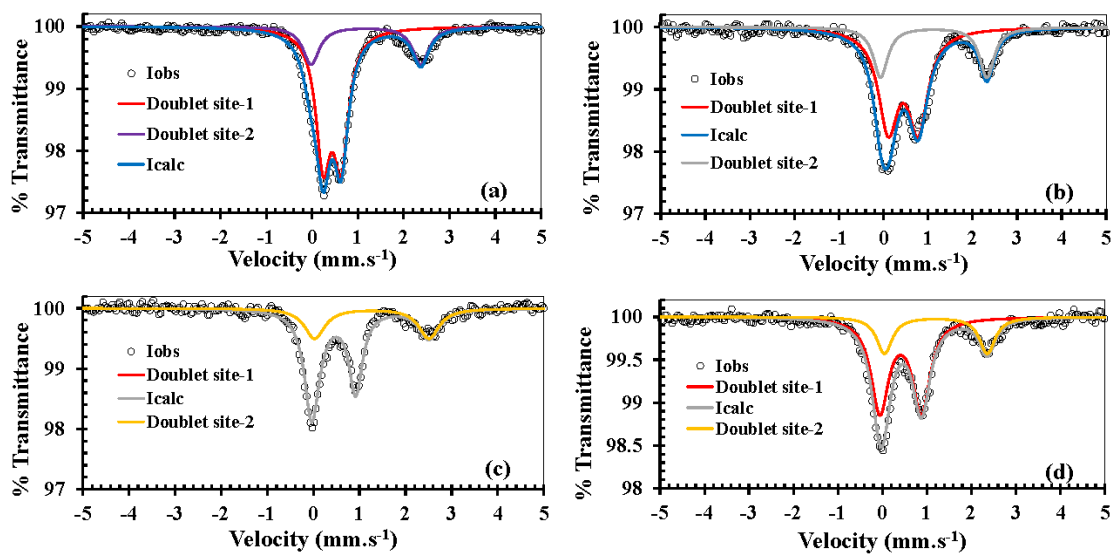 100
99
98
97
% Transmittance
Iobs
Doublet site-1
Doublet site-2
Icalc
(a)
-5 -4 -3 -2 -1 0 1 2 3 4 5
Velocity (mm.s-1)
100
99
98
97
% Transmittance
Iobs
Doublet site-1
Icalc
Doublet site-2
(b)
-5 -4 -3 -2 -1 0 1 2 3 4 5
Velocity (mm.s-1)
100
99
98
97
% Transmittance
Iobs
Doublet site-1
Icalc
Doublet site-2
(c)
-5 -4 -3 -2 -1 0 1 2 3 4 5
Velocity (mm.s-1)
100
99.5
99
98.5
98
% Transmittance
Iobs
Doublet site-1
Icalc
Doublet site-2
(d)
-5 -4 -3 -2 -1 0 1 2 3 4 5
Velocity (mm.s-1)